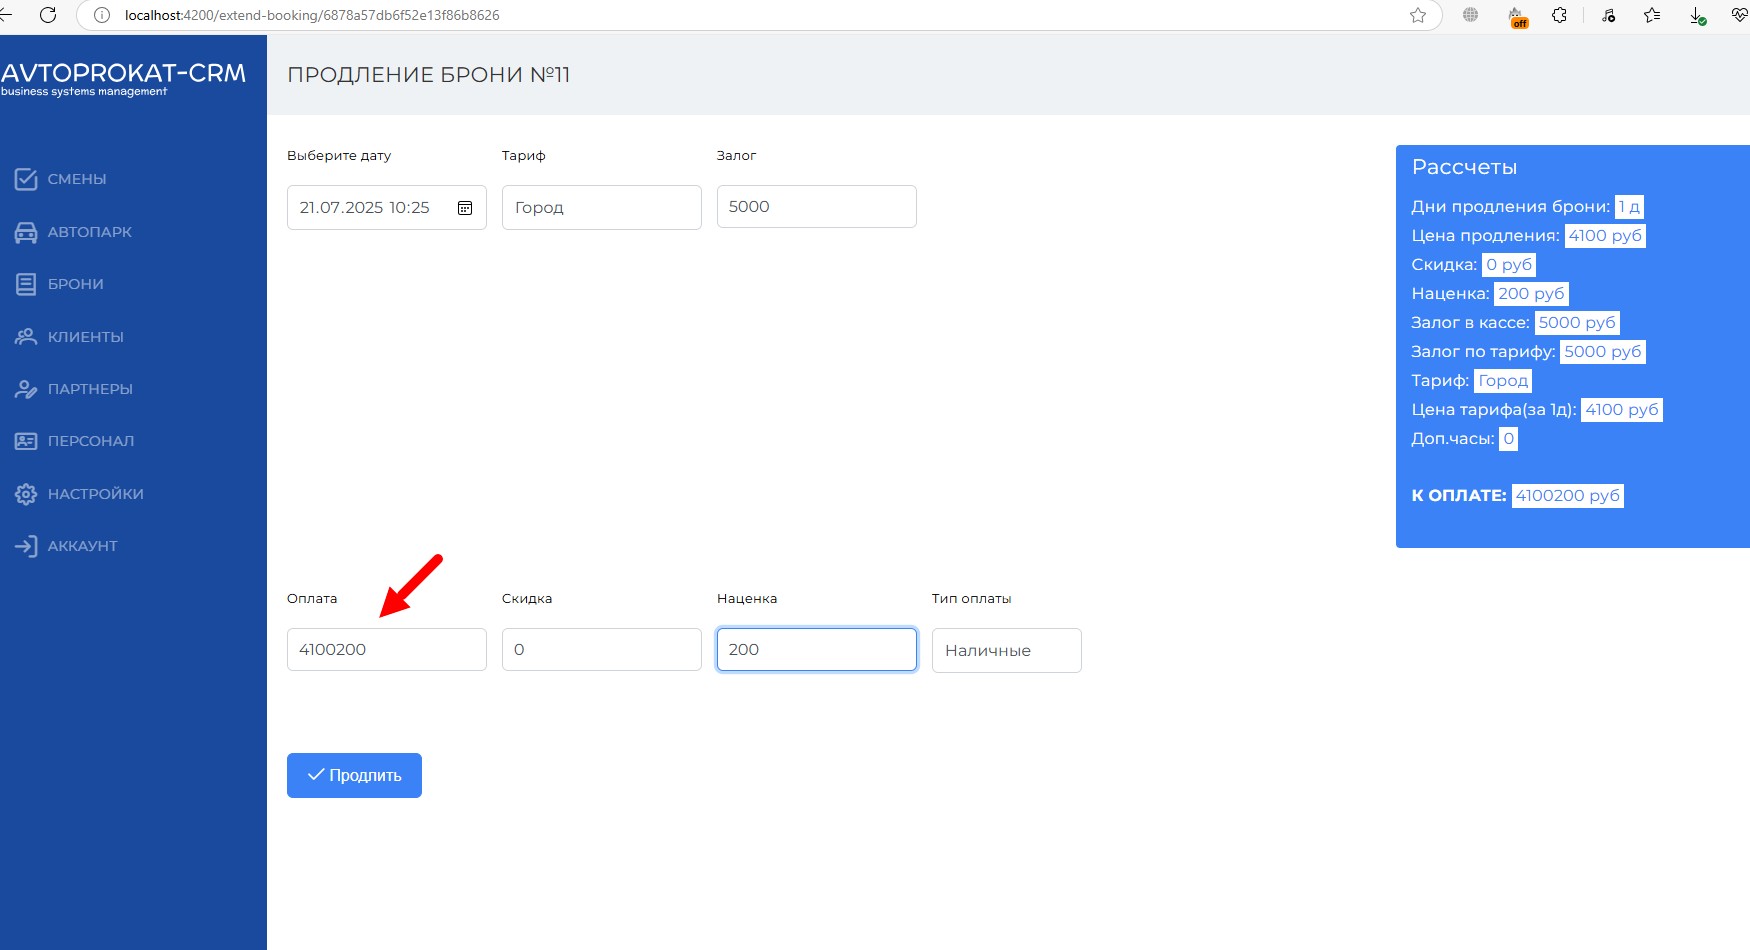 localhost:4200/extend-booking/6878a57db6f52e13f86b8626
off
AVTOPROKAT-CRM
business systems management
СМЕНЫ
АВТОПАРК
БРОНИ
КЛИЕНТЫ
ПАРТНЕРЫ
ПЕРСОНАЛ
НАСТРОЙКИ
АККАУНТ
ПРОДЛЕНИЕ БРОНИ №11
Выберите дату
Тариф
Залог
21.07.2025 10:25
Город
5000
Рассчеты
Дни продления брони: 1 д
Цена продления: 4100 руб
Скидка: 0 руб
Наценка: 200 руб
Залог в кассе: 5000 руб
Залог по тарифу: 5000 руб
Тариф: Город
Цена тарифа(за 1д): 4100 руб
Доп.часы: 0
К ОПЛАТЕ: 4100200 руб
Оплата
Скидка
Наценка
Тип оплаты
4100200
0
200
Наличные
Продлить